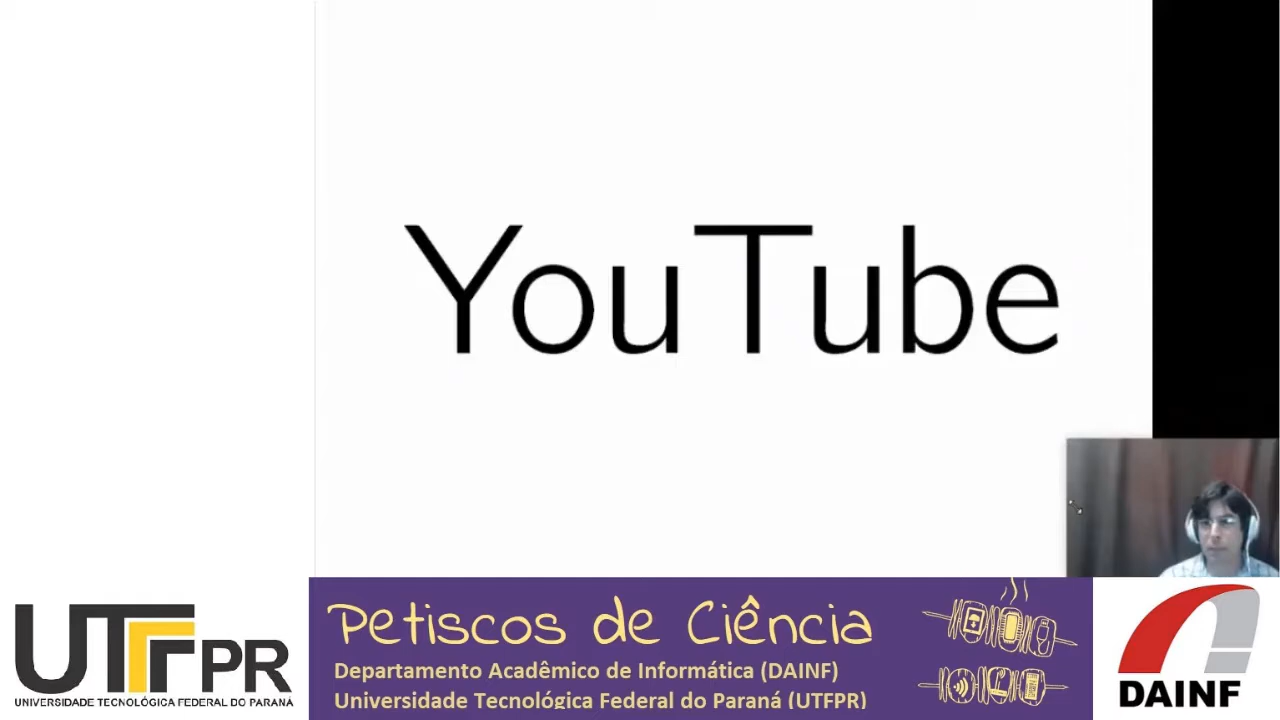 YouTube
UTFPR
UNIVERSIDADE TECNOLÓGICA FEDERAL DO PARANÁ
Petiscos de Ciência
Departamento Acadêmico de Informática (DAINF)
Universidade Tecnológica Federal do Paraná (UTFPR)
DAINF